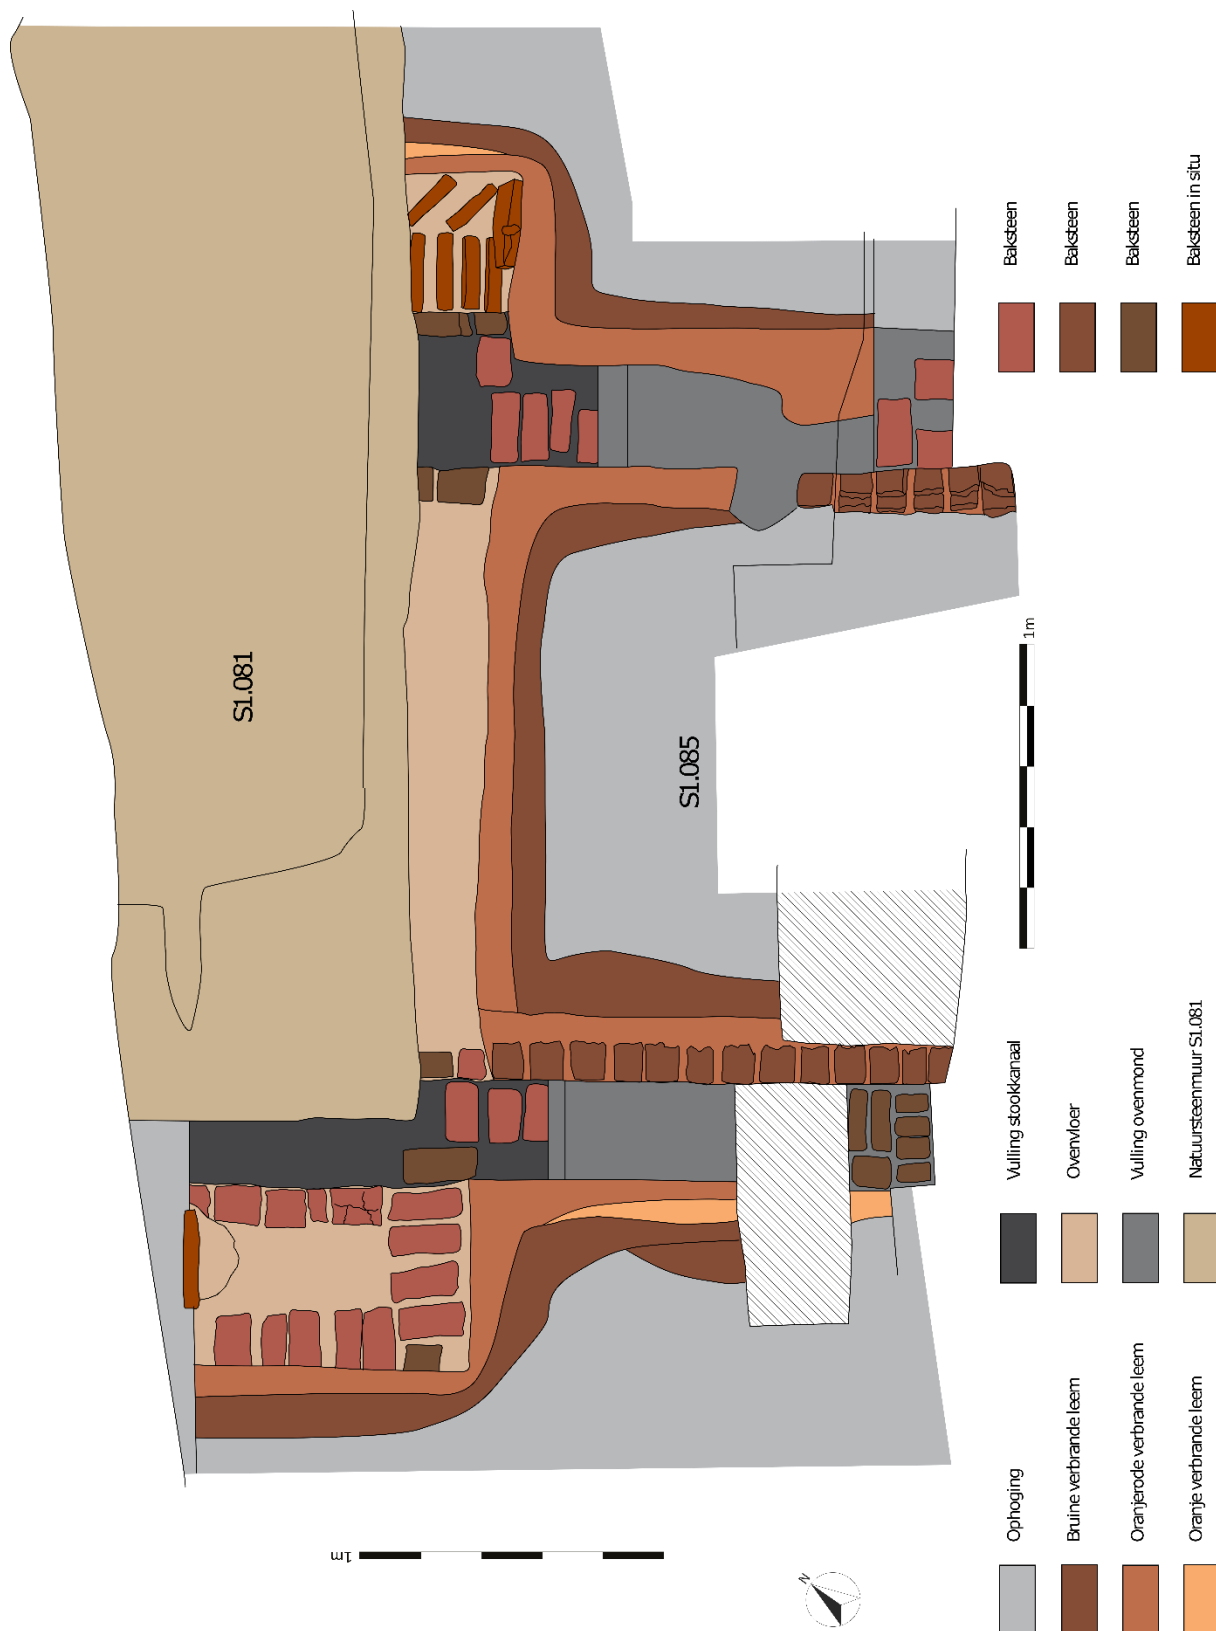 S1.081
S1.085
1m
1m
N
Ophoging
Bruine verbrande leem
Oranjerode verbrande leem
Oranje verbrande leem
Vulling stookkanaal
Ovenvloer
Vulling ovenmond
Natuursteenmuur S1.081
Baksteen
Baksteen
Baksteen
Baksteen in situ